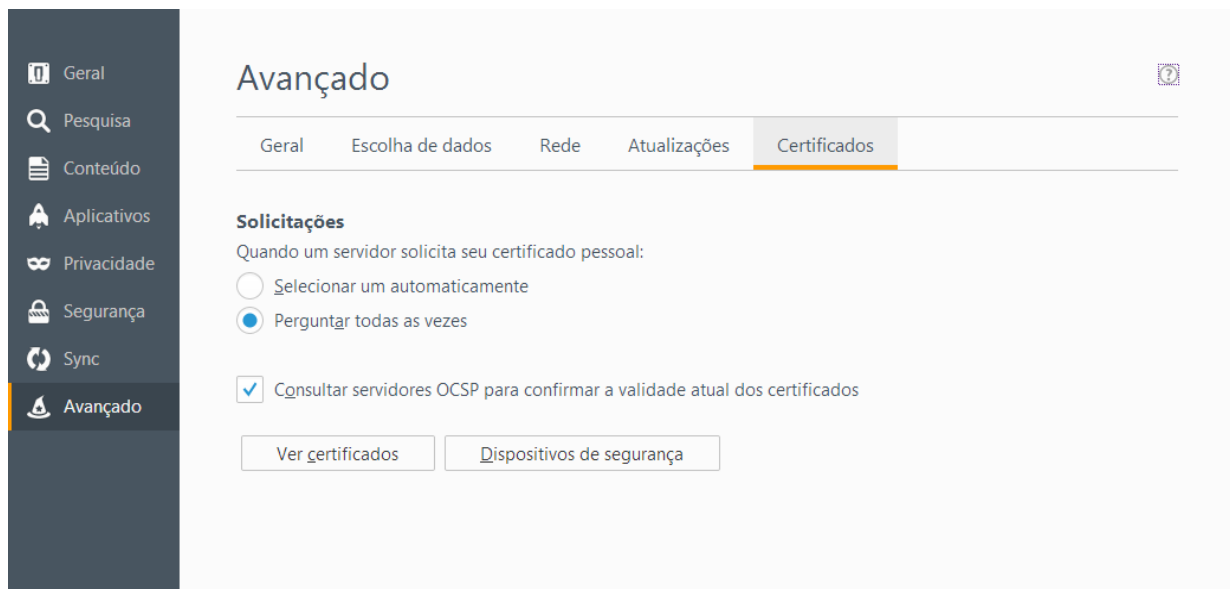 Geral
Pesquisa
Conteúdo
Aplicativos
Privacidade
Segurança
Sync
Avançado
Avançado
?
Geral Escolha de dados Rede Atualizações Certificados
Solicitações
Quando um servidor solicita seu certificado pessoal:
Selecionar um automaticamente
Perguntar todas as vezes
Consultar servidores OCSP para confirmar a validade atual dos certificados
Ver certificados Dispositivos de segurança